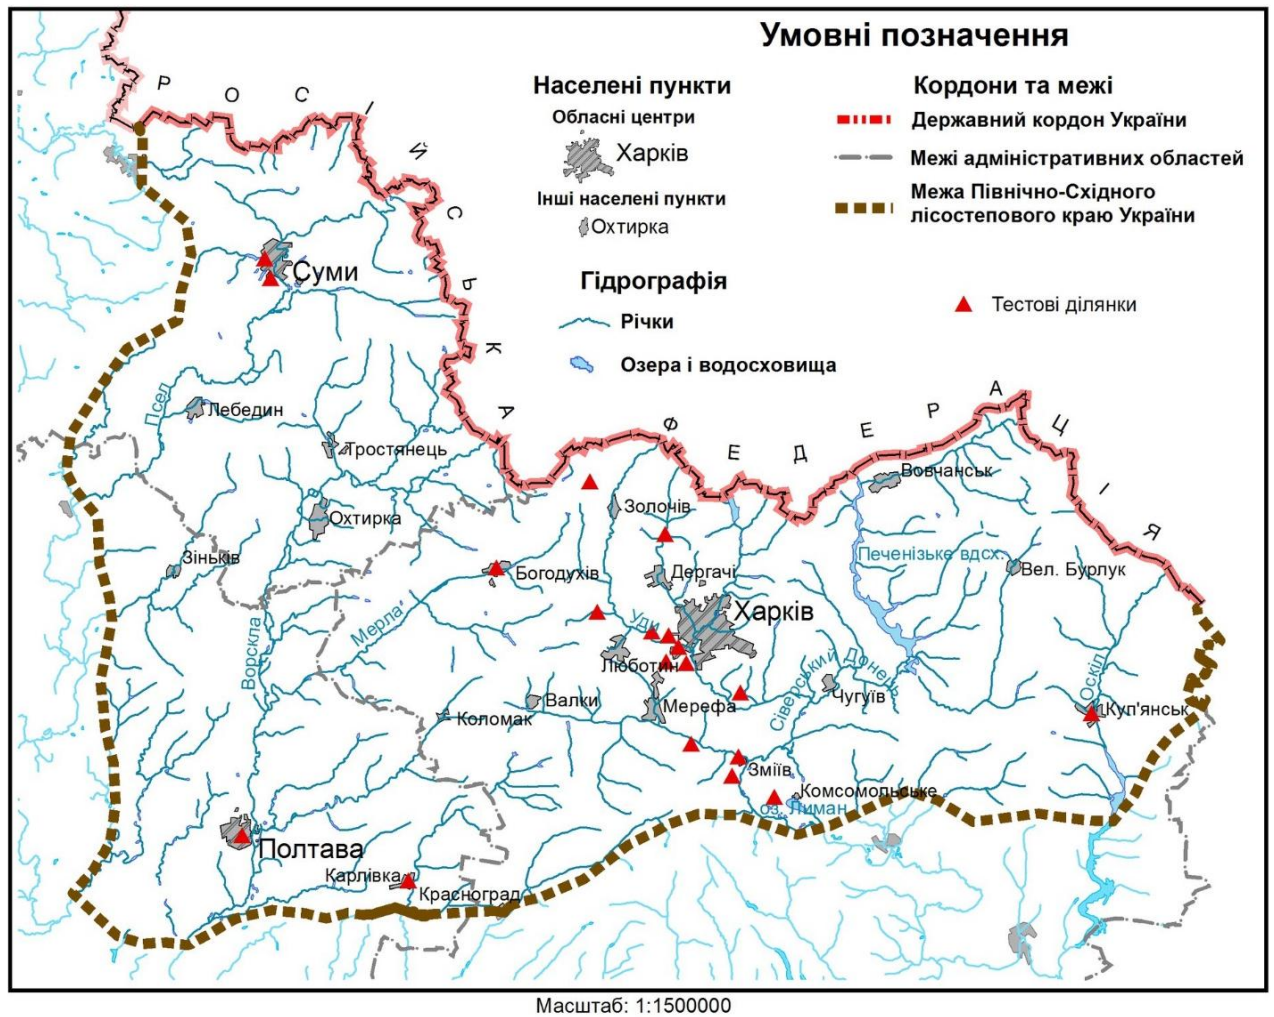 Умовні позначення
Населені пункти
Обласні центри
Харків
Інші населені пункти
Охтирка
Гідрографія
Річки
Озера і водосховища
Кордони та межі
Державний кордон України
Межі адміністративних областей
Межа Північно-Східного
лісостепового краю України
Тестові ділянки
РОСІЙСЬКА ФЕДЕРАЦІЯ
Суми
Псел
Лебедин
Тростянець
Вовчанськ
Золочів
Охтирка
Зіньків
Печенізьке вдсх.
Вел. Бурлук
Богодухів
Дергачі
Харків
Мерла
Уди
Ворскла
Люботин
Сіверський Донець
Оскіл
Чугуїв
Валки
Мерефа
Куп'янськ
Коломак
Зміїв
Комсомольське
оз. Лиман
Полтава
Карлівка
Красноград
Масштаб: 1:1500000